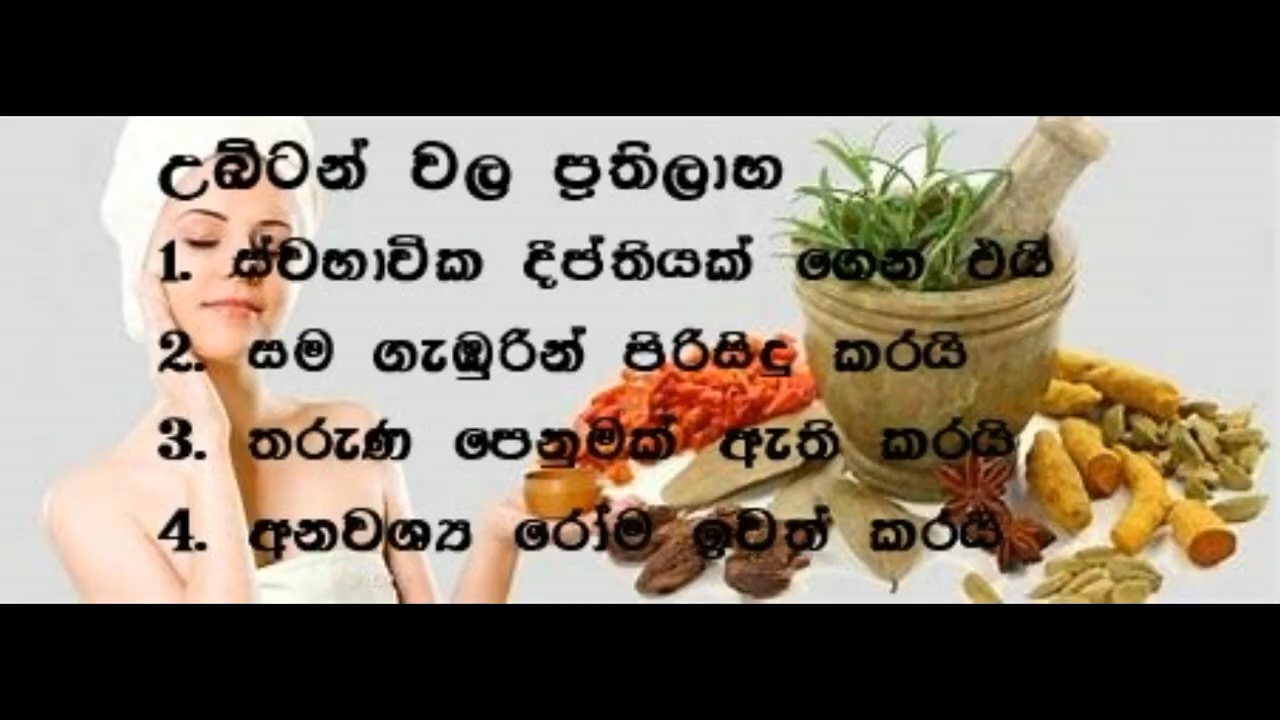 උබ්ටන් වල ප්‍රතිලාභ
1. ස්වභාවික දීප්තියක් ගෙන එයි
2. සම ගැඹුරින් පිරිසිදු කරයි
3. තරුණ පෙනුමක් ඇති කරයි
4. අනවශ්‍ය රෝම ඉවත් කරයි